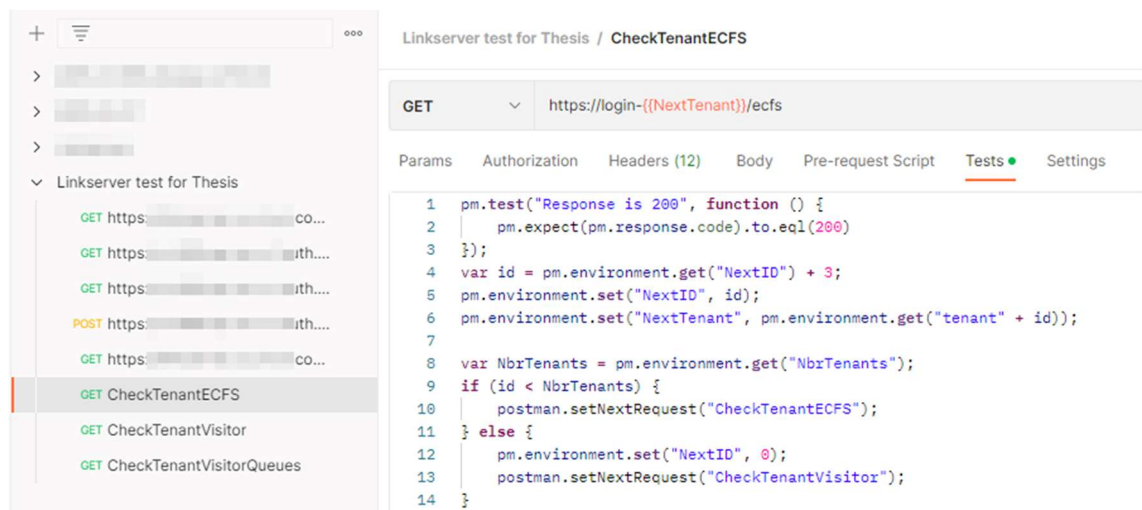 Linkserver test for Thesis / CheckTenantECFS
GET https://login-{{NextTenant}}/ecfs
Params Authorization Headers (12) Body Pre-request Script Tests Settings
Linkserver test for Thesis
GET https: co...
GET https: uth....
GET https: uth....
POST https: uth....
GET https: co...
GET CheckTenantECFS
GET CheckTenantVisitor
GET CheckTenantVisitorQueues
1 pm.test("Response is 200", function () {
2 pm.expect(pm.response.code).to.eql(200)
3 });
4 var id = pm.environment.get("NextID") + 3;
5 pm.environment.set("NextID", id);
6 pm.environment.set("NextTenant", pm.environment.get("tenant" + id));
7
8 var NbrTenants = pm.environment.get("NbrTenants");
9 if (id < NbrTenants) {
10 postman.setNextRequest("CheckTenantECFS");
11 } else {
12 pm.environment.set("NextID", 0);
13 postman.setNextRequest("CheckTenantVisitor");
14 }